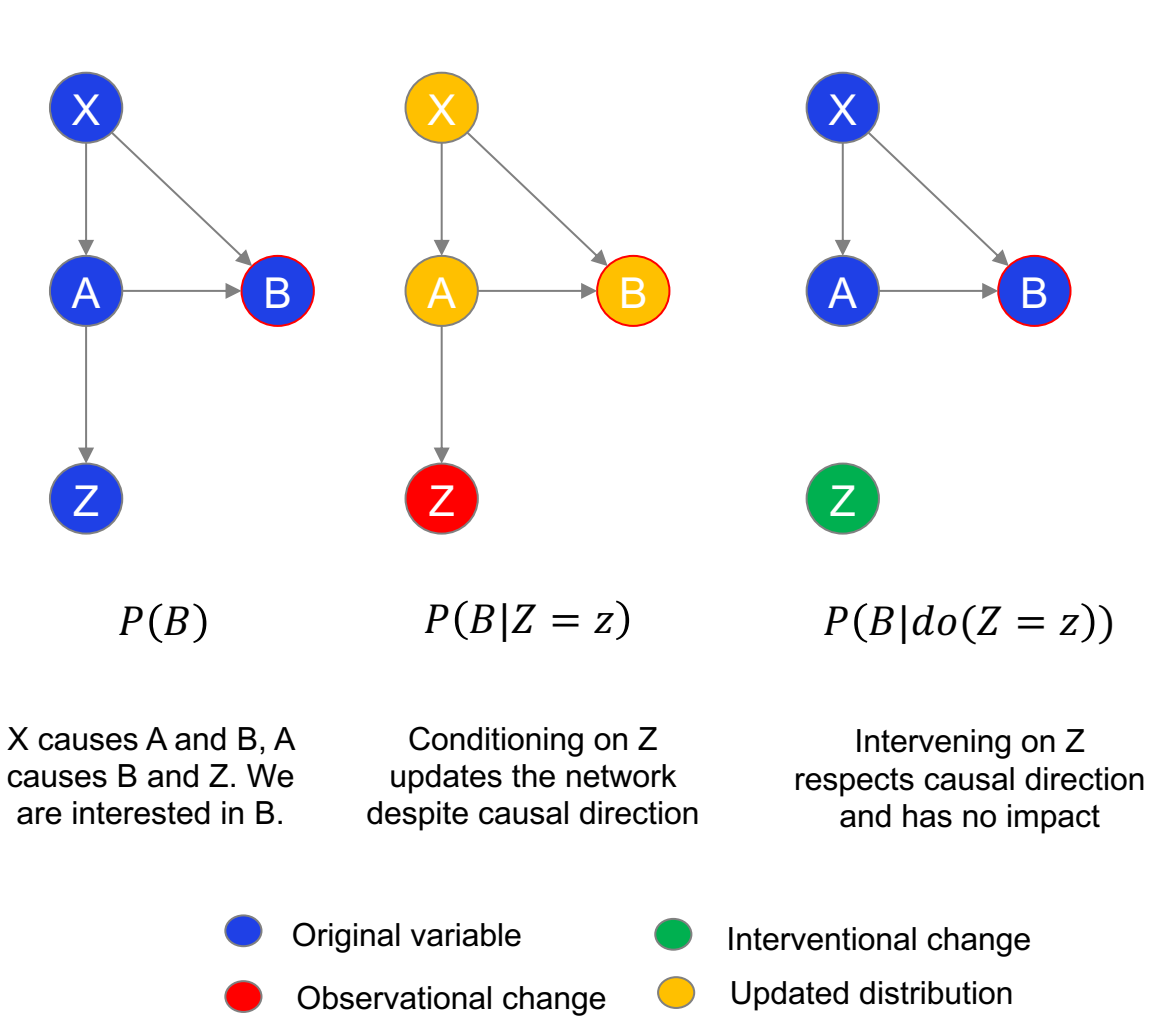 X
A
B
Z
X
A
B
Z
X
A
B
Z
P(B)
P(B|Z = z)
P(B|do(Z = z))
X causes A and B, A
causes B and Z. We
are interested in B.
Conditioning on Z
updates the network
despite causal direction
Intervening on Z
respects causal direction
and has no impact
Original variable
Interventional change
Observational change
Updated distribution